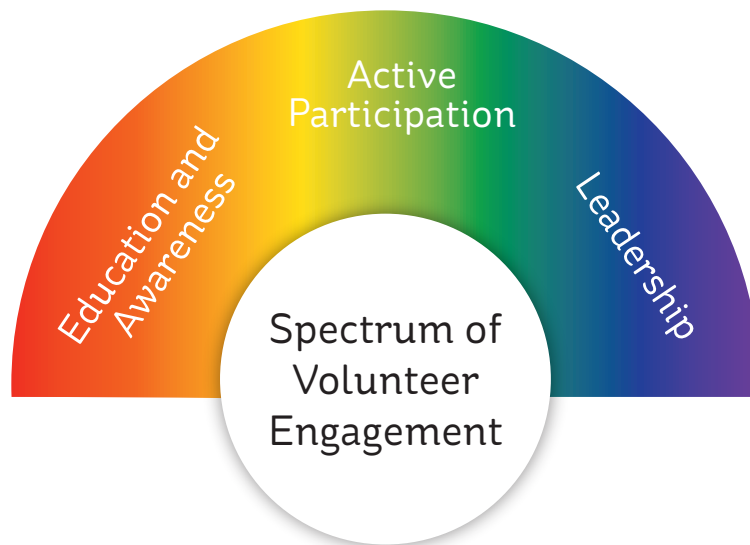 Education and
Awareness
Active
Participation
Leadership
Spectrum of
Volunteer
Engagement